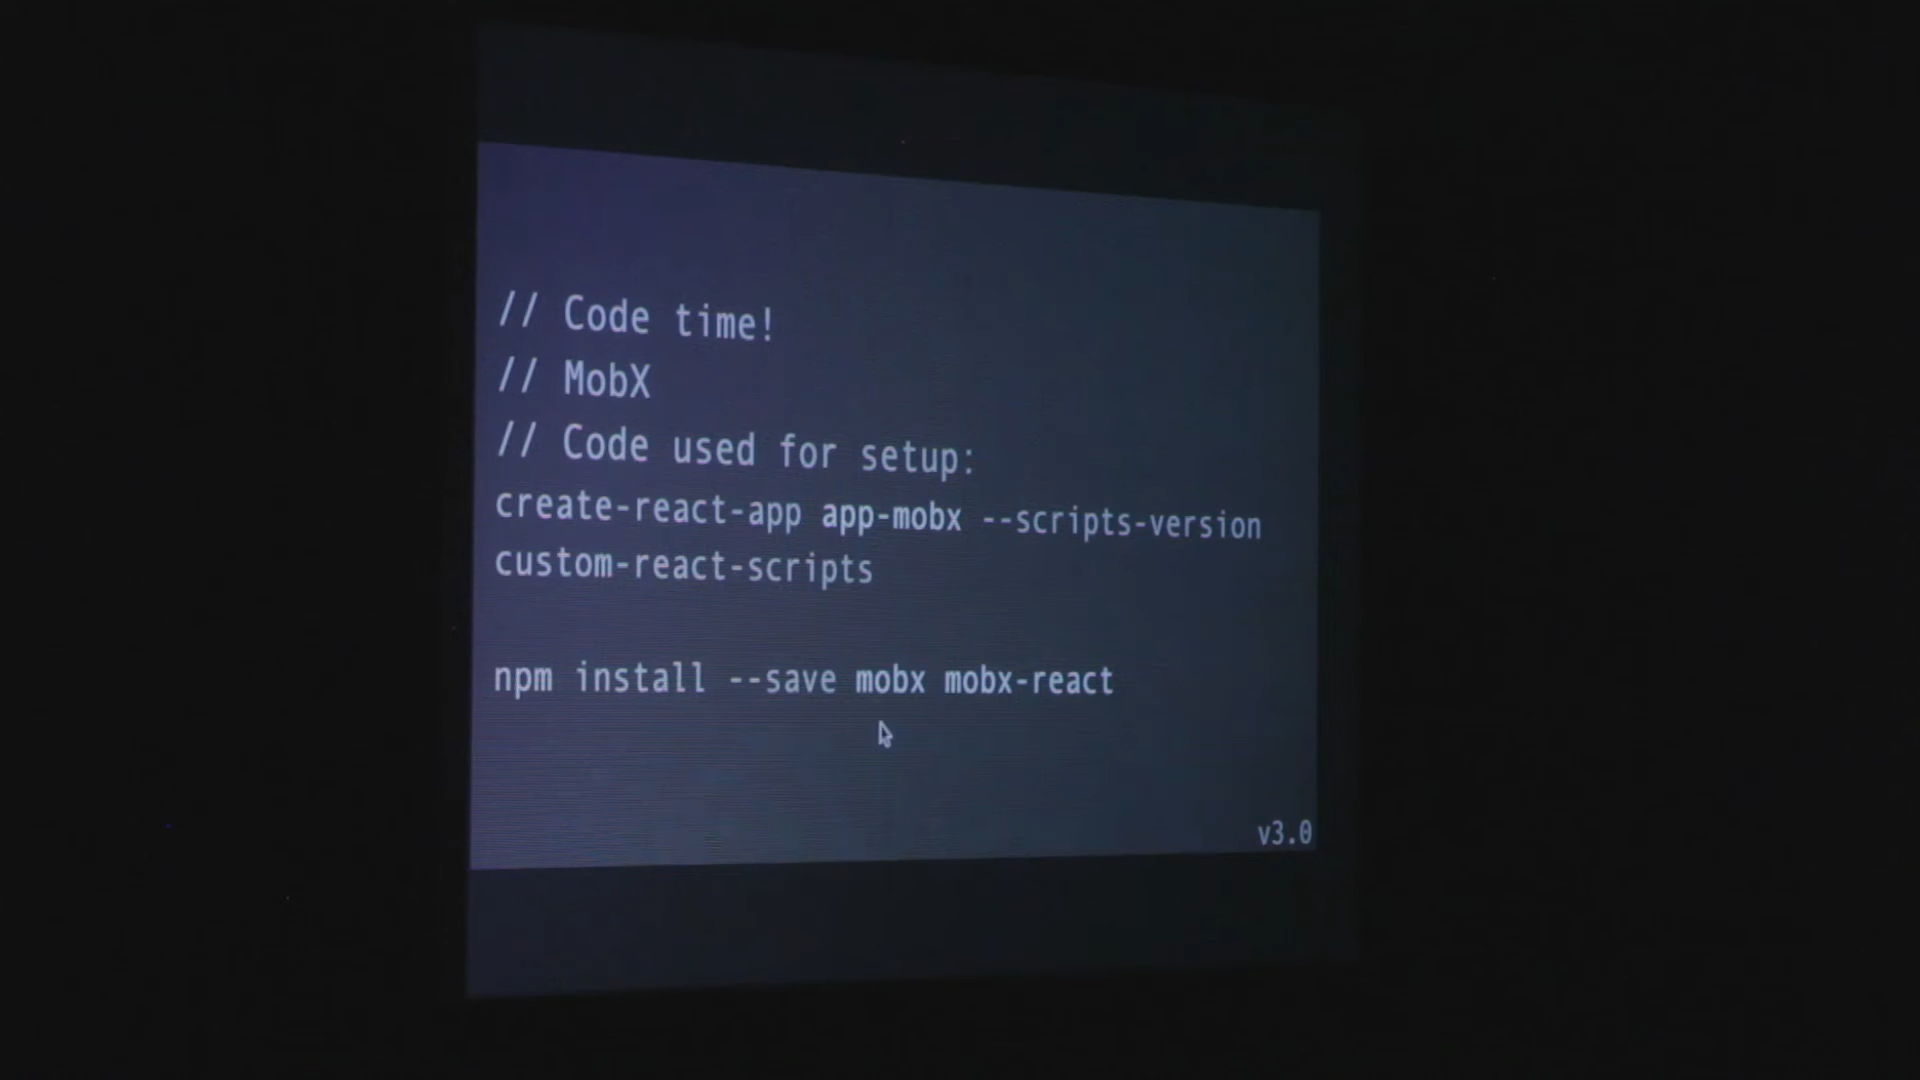 // Code time!
// MobX
// Code used for setup:
create-react-app app-mobx --scripts-version
custom-react-scripts
npm install --save mobx mobx-react
v3.0